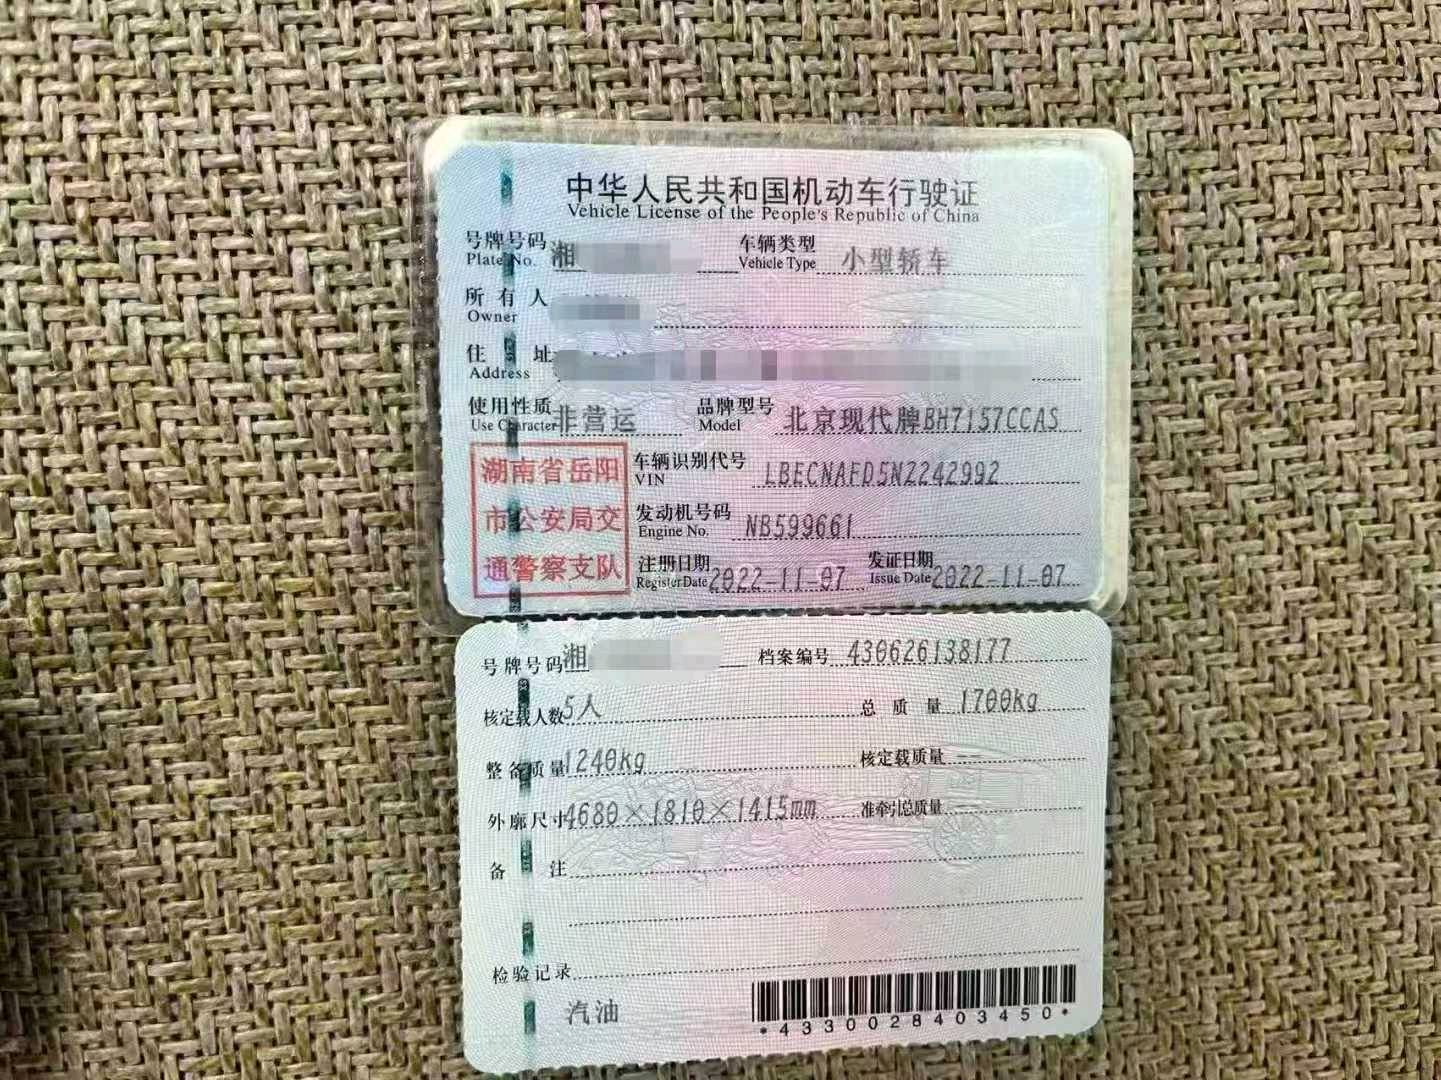 中华人民共和国机动车行驶证
Vehicle License of the People's Republic of China
号牌号码 湘 车辆类型 小型轿车
Plate No. Vehicle Type
所有人
Owner
住址
Address
使用性质 非营运 品牌型号 北京现代牌BH7157CCAS
Use Character Model
湖南省岳阳
市公安局交
通警察支队
车辆识别代号 LBECNAFD5NZ242992
VIN
发动机号码 NB599661
Engine No.
注册日期 2022-11-07 发证日期 2022-11-07
Register Date Issue Date
号牌号码 湘 档案编号 430626138177
核定载人数 5人 总质量 1700kg
整备质量 1240kg 核定载质量 —
外廓尺寸 4680×1810×1415mm 准牵引总质量 —
备注
检验记录
汽油
*4330028403450*